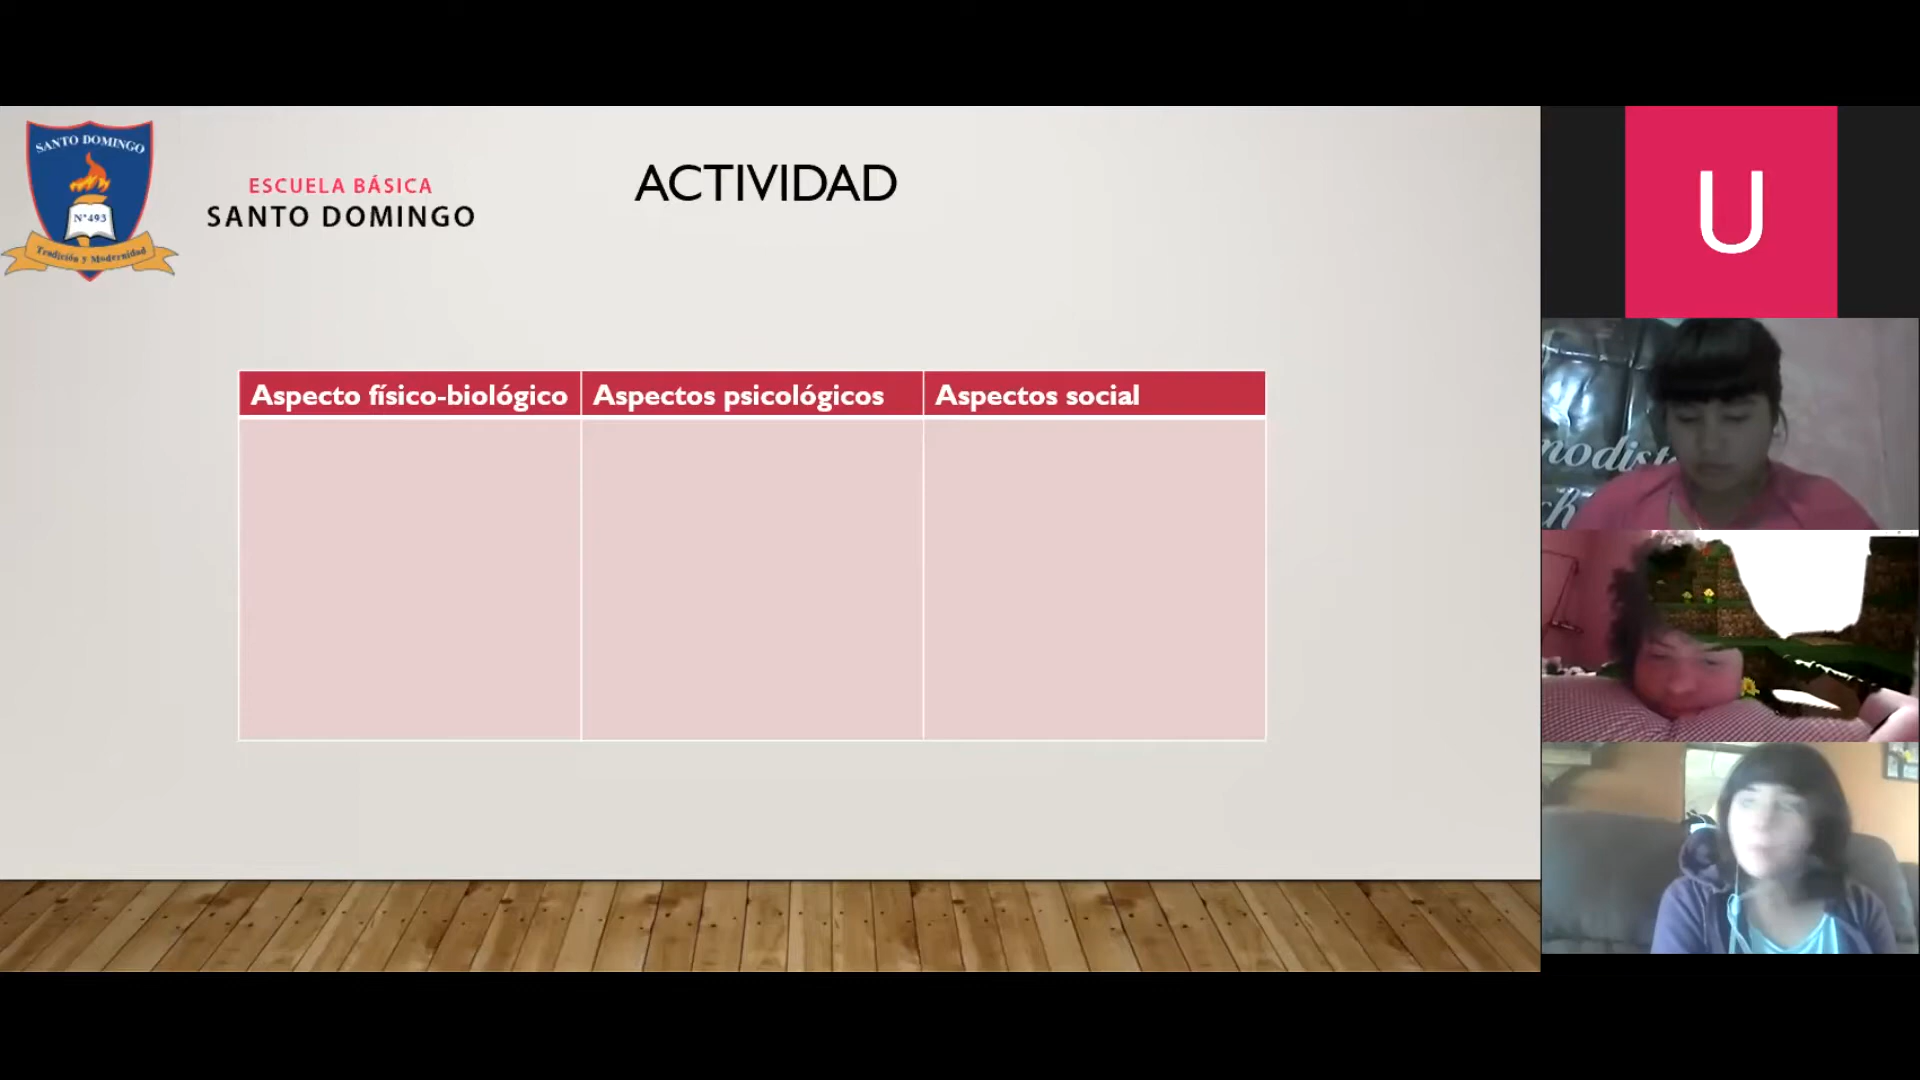 SANTO DOMINGO
N°493
Tradición y Modernidad
ESCUELA BÁSICA
SANTO DOMINGO
ACTIVIDAD
Aspecto físico-biológico
Aspectos psicológicos
Aspectos social
U